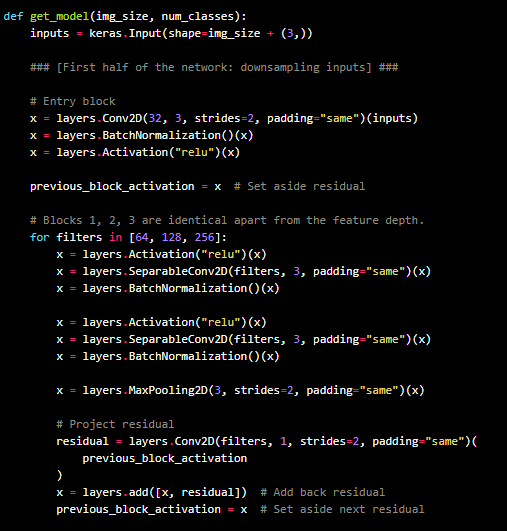 def get_model(img_size, num_classes):
    inputs = keras.Input(shape=img_size + (3,))

    ### [First half of the network: downsampling inputs] ###

    # Entry block
    x = layers.Conv2D(32, 3, strides=2, padding="same")(inputs)
    x = layers.BatchNormalization()(x)
    x = layers.Activation("relu")(x)

    previous_block_activation = x  # Set aside residual

    # Blocks 1, 2, 3 are identical apart from the feature depth.
    for filters in [64, 128, 256]:
        x = layers.Activation("relu")(x)
        x = layers.SeparableConv2D(filters, 3, padding="same")(x)
        x = layers.BatchNormalization()(x)

        x = layers.Activation("relu")(x)
        x = layers.SeparableConv2D(filters, 3, padding="same")(x)
        x = layers.BatchNormalization()(x)

        x = layers.MaxPooling2D(3, strides=2, padding="same")(x)

        # Project residual
        residual = layers.Conv2D(filters, 1, strides=2, padding="same")(
            previous_block_activation
        )
        x = layers.add([x, residual])  # Add back residual
        previous_block_activation = x  # Set aside next residual